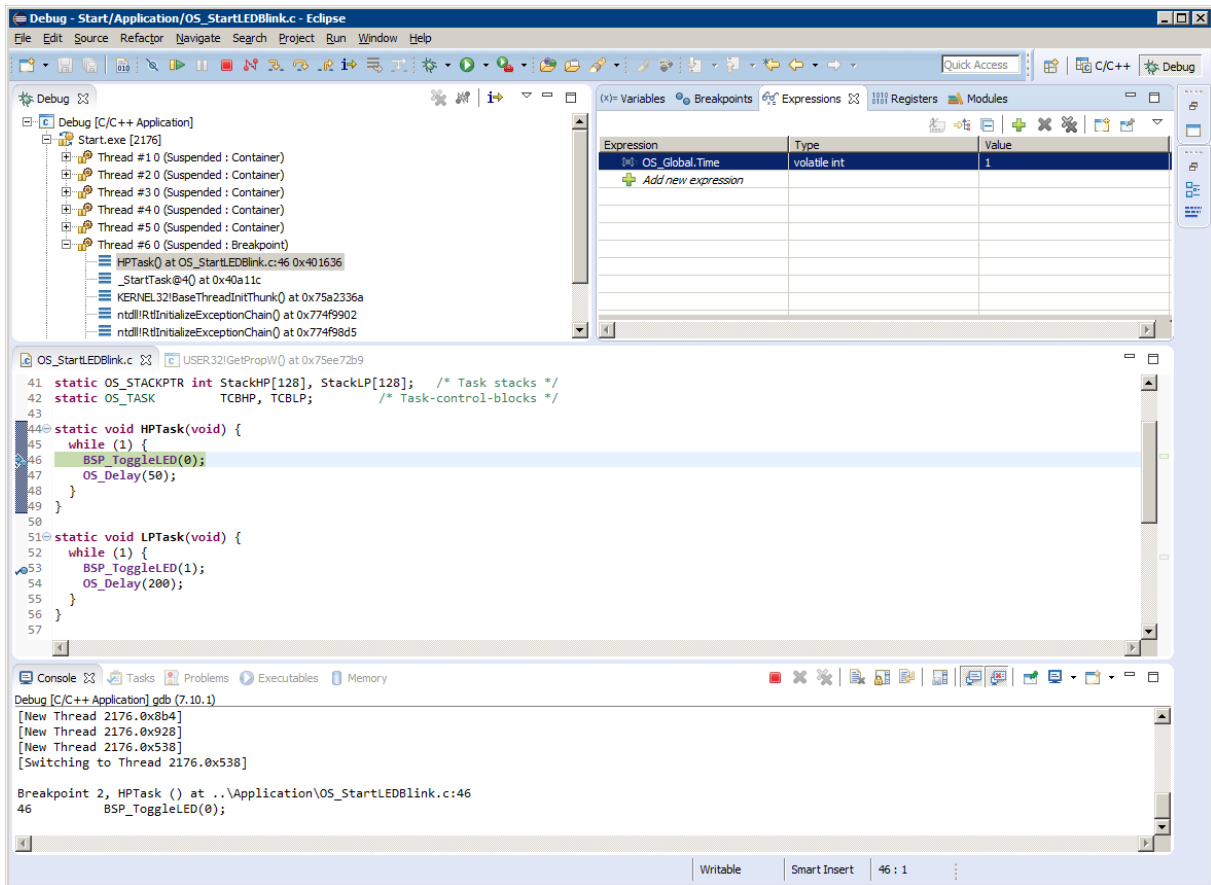 Debug - Start/Application/OS_StartLEDBlink.c - Eclipse
File Edit Source Refactor Navigate Search Project Run Window Help
Quick Access C/C++ Debug
Debug
Debug [C/C++ Application]
Start.exe [2176]
Thread #1 0 (Suspended : Container)
Thread #2 0 (Suspended : Container)
Thread #3 0 (Suspended : Container)
Thread #4 0 (Suspended : Container)
Thread #5 0 (Suspended : Container)
Thread #6 0 (Suspended : Breakpoint)
HPTask() at OS_StartLEDBlink.c:46 0x401636
_StartTask@4() at 0x40a11c
KERNEL32!BaseThreadInitThunk() at 0x75a2336a
ntdll!RtlInitializeExceptionChain() at 0x774f9902
ntdll!RtlInitializeExceptionChain() at 0x774f98d5
(x)= Variables Breakpoints Expressions Registers Modules
Expression Type Value
OS_Global.Time volatile int 1
Add new expression
OS_StartLEDBlink.c USER32!GetPropW() at 0x75ee72b9
41 static OS_STACKPTR int StackHP[128], StackLP[128]; /* Task stacks */
42 static OS_TASK TCBHP, TCBLP; /* Task-control-blocks */
43
44 static void HPTask(void) {
45 while (1) {
46 BSP_ToggleLED(0);
47 OS_Delay(50);
48 }
49 }
50
51 static void LPTask(void) {
52 while (1) {
53 BSP_ToggleLED(1);
54 OS_Delay(200);
55 }
56 }
57
Console Tasks Problems Executables Memory
Debug [C/C++ Application] gdb (7.10.1)
[New Thread 2176.0x8b4]
[New Thread 2176.0x928]
[New Thread 2176.0x538]
[Switching to Thread 2176.0x538]
Breakpoint 2, HPTask () at ..\Application\OS_StartLEDBlink.c:46
46 BSP_ToggleLED(0);
Writable Smart Insert 46 : 1